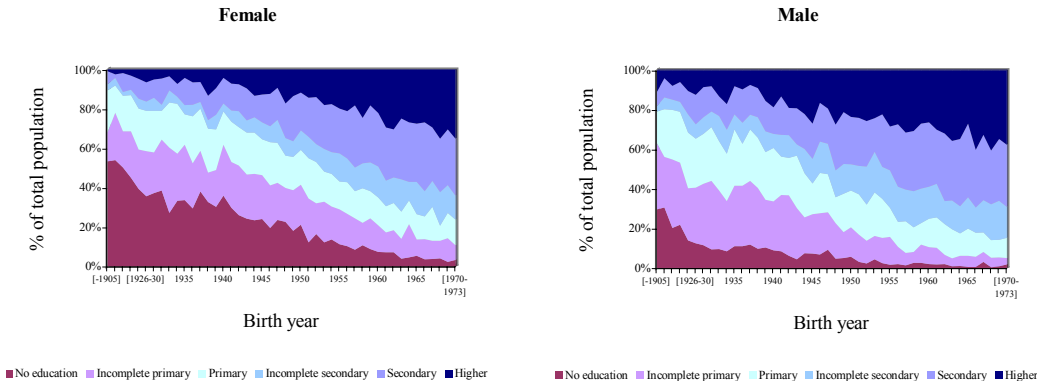 Female
% of total population
100%
80%
60%
40%
20%
0%
[-1905] [1926-30] 1935 1940 1945 1950 1955 1960 1965 [1970-
1973]
Birth year
No education Incomplete primary Primary Incomplete secondary Secondary Higher
Male
% of total population
100%
80%
60%
40%
20%
0%
[-1905] [1926-30] 1935 1940 1945 1950 1955 1960 1965 [1970-
1973]
Birth year
No education Incomplete primary Primary Incomplete secondary Secondary Higher